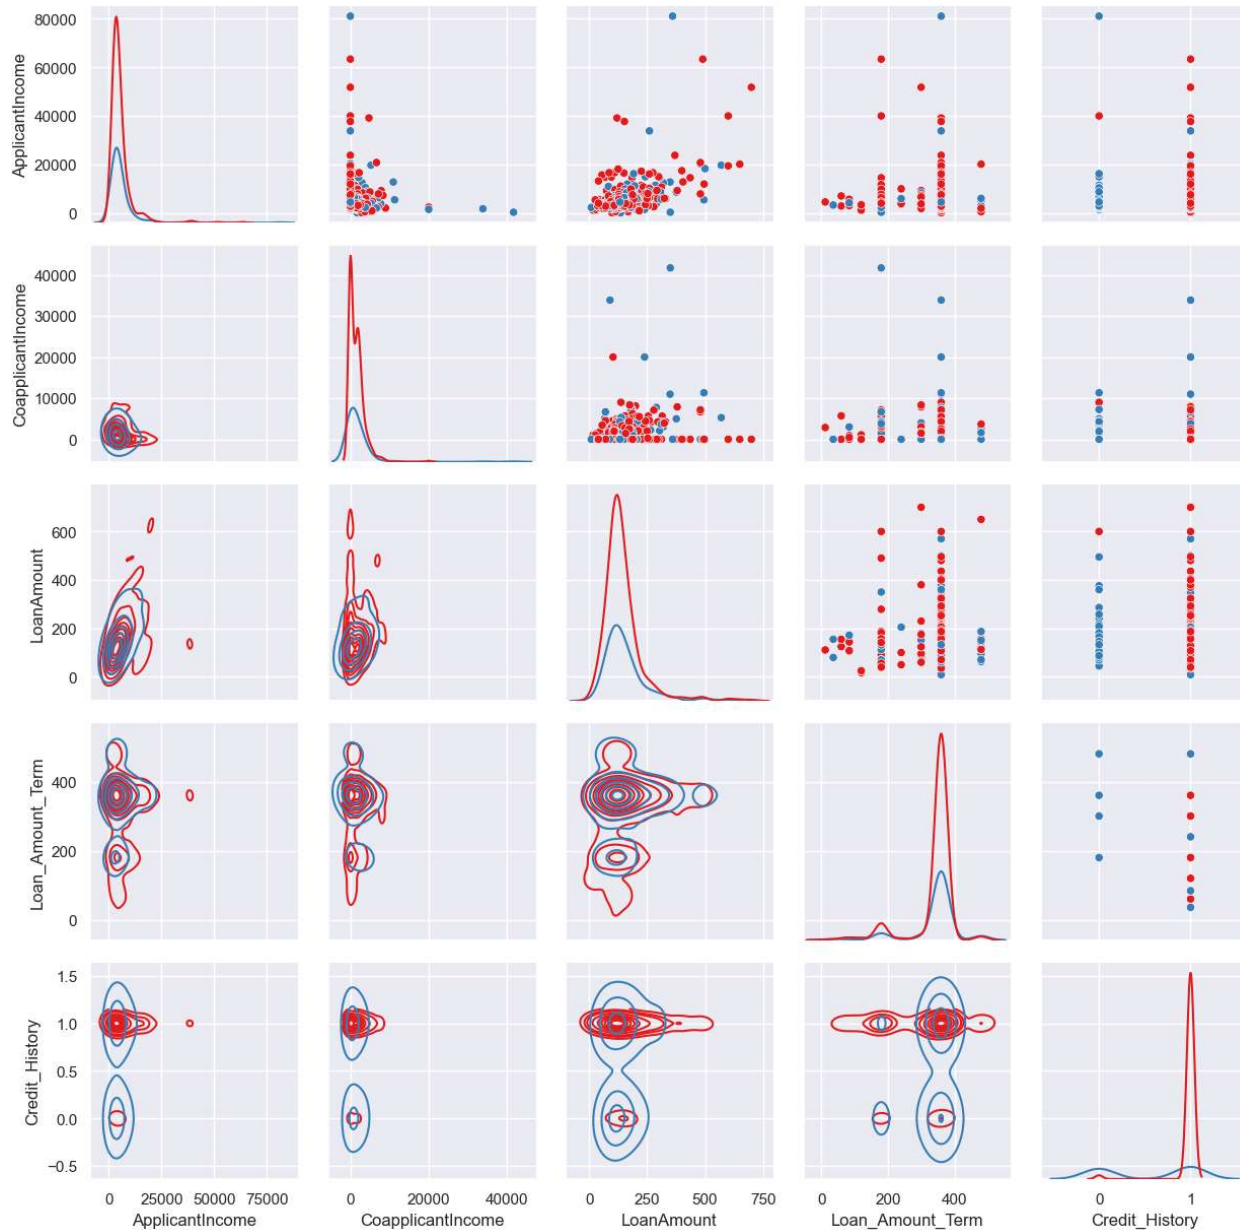 80000
60000
40000
20000
0
ApplicantIncome
40000
30000
20000
10000
0
CoapplicantIncome
600
400
200
0
LoanAmount
400
200
0
Loan_Amount_Term
1.5
1.0
0.5
0.0
−0.5
Credit_History
0 25000 50000 75000
0 20000 40000
0 250 500 750
0 200 400
0 1
ApplicantIncome
CoapplicantIncome
LoanAmount
Loan_Amount_Term
Credit_History